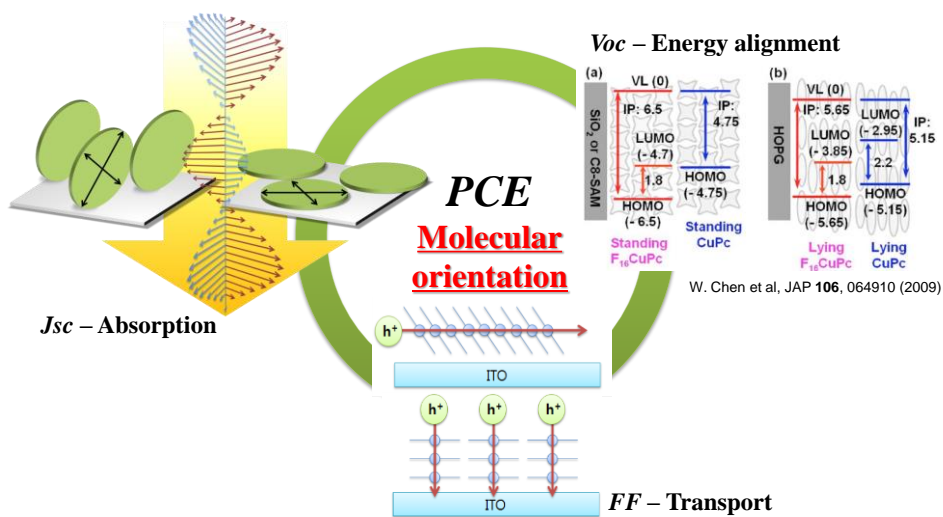 Voc – Energy alignment
(a)
SiO2 or C8-SAM
VL (0)
IP: 6.5
LUMO
(- 4.7)
1.8
HOMO
(- 6.5)
Standing
F16CuPc
IP:
4.75
HOMO
(- 4.75)
Standing
CuPc
(b)
HOPG
VL (0)
IP: 5.65
LUMO
(- 3.85)
1.8
HOMO
(- 5.65)
Lying
F16CuPc
LUMO
(- 2.95)
IP:
5.15
2.2
HOMO
(- 5.15)
Lying
CuPc
W. Chen et al, JAP 106, 064910 (2009)
PCE
Molecular
orientation
Jsc – Absorption
h+
ITO
h+ h+ h+
ITO
FF – Transport